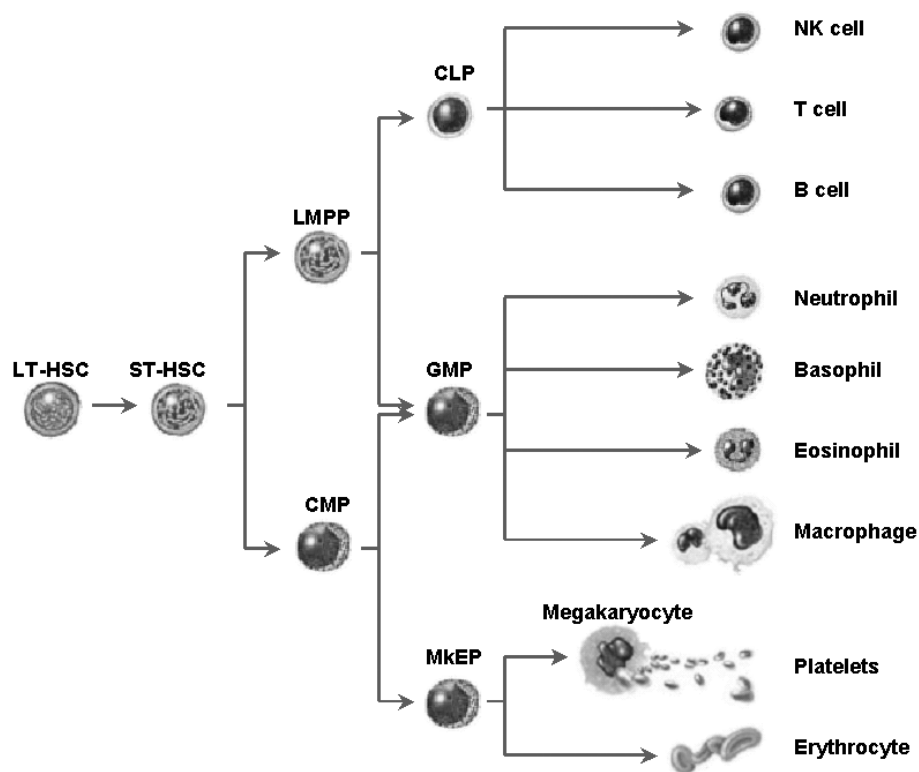 NK cell
CLP
T cell
B cell
LMPP
Neutrophil
LT-HSC
ST-HSC
GMP
Basophil
Eosinophil
CMP
Macrophage
Megakaryocyte
MkEP
Platelets
Erythrocyte